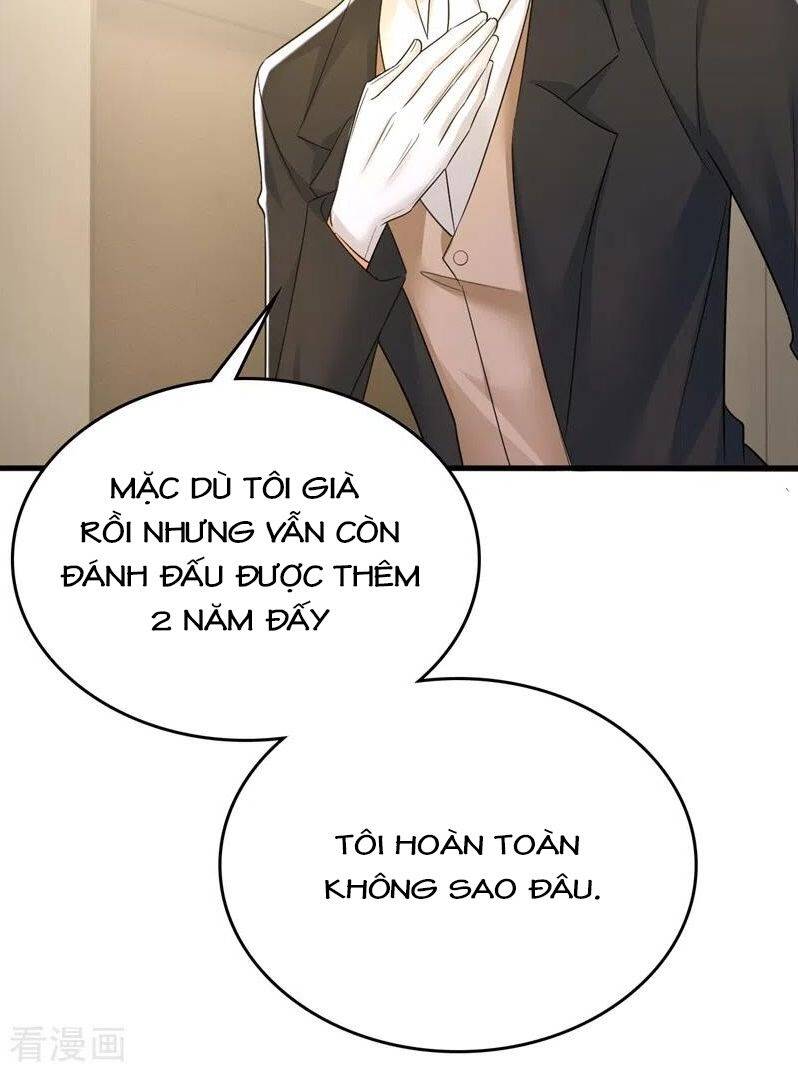 MẶC DÙ TÔI GIÀ
RỒI NHƯNG VẪN CÒN
ĐÁNH ĐẤU ĐƯỢC THÊM
2 NĂM ĐẤY
TÔI HOÀN TOÀN
KHÔNG SAO ĐÂU.
看漫画